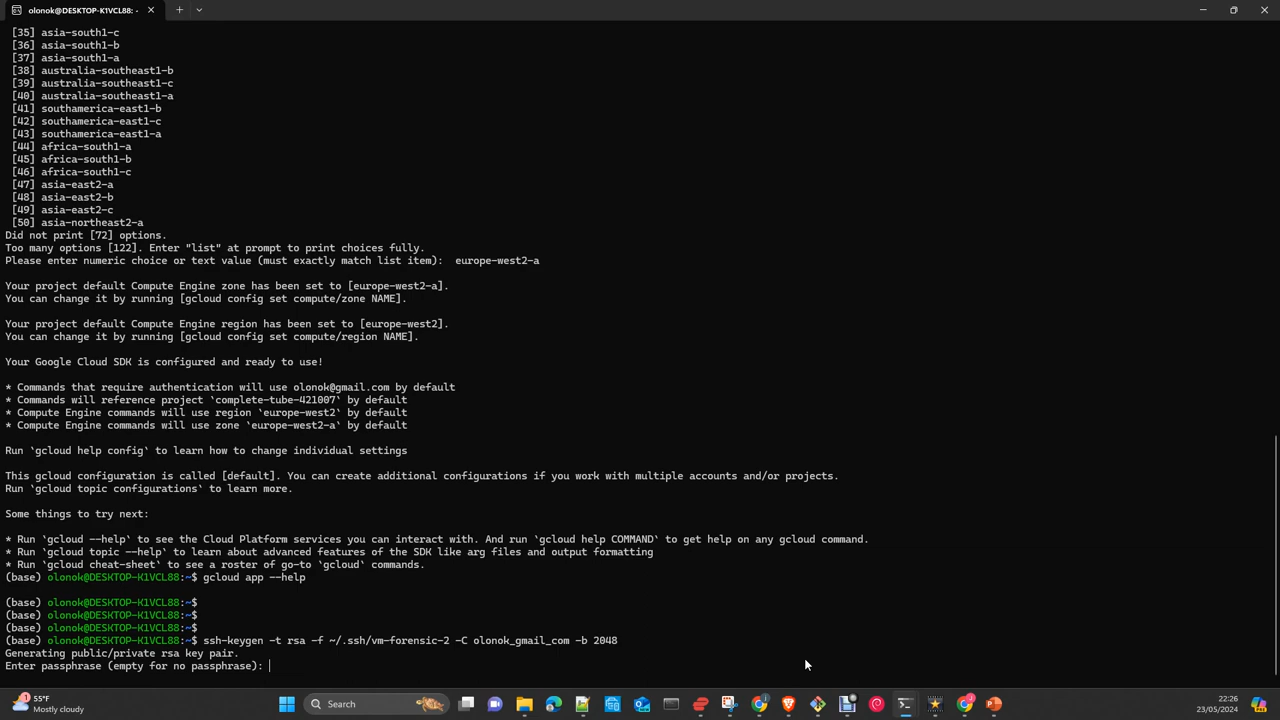 olonok@DESKTOP-K1VCL88: ~
[35] asia-south1-c
[36] asia-south1-b
[37] asia-south1-a
[38] australia-southeast1-b
[39] australia-southeast1-c
[40] australia-southeast1-a
[41] southamerica-east1-b
[42] southamerica-east1-c
[43] southamerica-east1-a
[44] africa-south1-a
[45] africa-south1-b
[46] africa-south1-c
[47] asia-east2-a
[48] asia-east2-b
[49] asia-east2-c
[50] asia-northeast2-a
Did not print [72] options.
Too many options [122]. Enter "list" at prompt to print choices fully.
Please enter numeric choice or text value (must exactly match list item):  europe-west2-a
Your project default Compute Engine zone has been set to [europe-west2-a].
You can change it by running [gcloud config set compute/zone NAME].
Your project default Compute Engine region has been set to [europe-west2].
You can change it by running [gcloud config set compute/region NAME].
Your Google Cloud SDK is configured and ready to use!
* Commands that require authentication will use olonok@gmail.com by default
* Commands will reference project `complete-tube-421007` by default
* Compute Engine commands will use region `europe-west2` by default
* Compute Engine commands will use zone `europe-west2-a` by default
Run `gcloud help config` to learn how to change individual settings
This gcloud configuration is called [default]. You can create additional configurations if you work with multiple accounts and/or projects.
Run `gcloud topic configurations` to learn more.
Some things to try next:
* Run `gcloud --help` to see the Cloud Platform services you can interact with. And run `gcloud help COMMAND` to get help on any gcloud command.
* Run `gcloud topic --help` to learn about advanced features of the SDK like arg files and output formatting
* Run `gcloud cheat-sheet` to see a roster of go-to `gcloud` commands.
(base) olonok@DESKTOP-K1VCL88:~$ gcloud app --help
(base) olonok@DESKTOP-K1VCL88:~$
(base) olonok@DESKTOP-K1VCL88:~$
(base) olonok@DESKTOP-K1VCL88:~$
(base) olonok@DESKTOP-K1VCL88:~$ ssh-keygen -t rsa -f ~/.ssh/vm-forensic-2 -C olonok_gmail_com -b 2048
Generating public/private rsa key pair.
Enter passphrase (empty for no passphrase):
1
55°F
Mostly cloudy
Search
22:26
23/05/2024